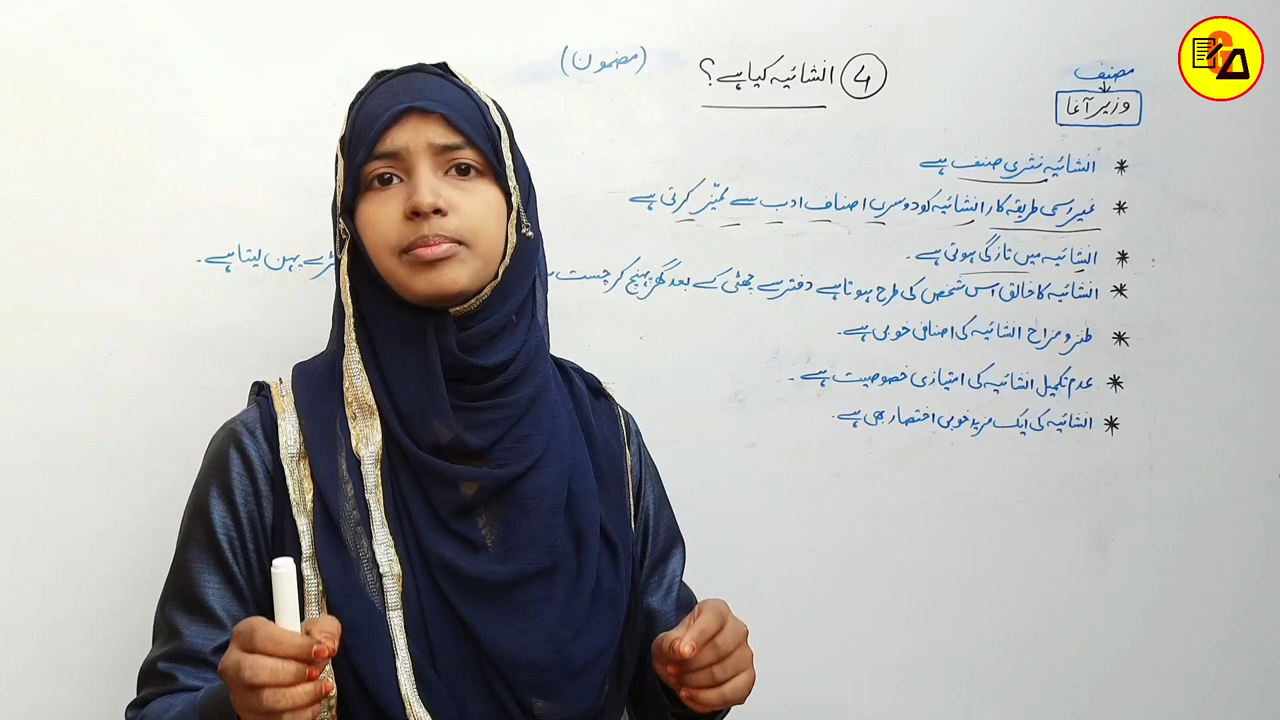 ④ انشائیہ کیا ہے؟ (مضمون)
مصنف
وزیر آغا
* انشائیہ نثری صنف ہے
* غیر رسمی طریقہ کار انشائیہ کو دوسری اصناف ادب سے ممیّز کرتی ہے
* انشائیہ میں تازگی ہوتی ہے۔
* انشائیہ کا خالق اس شخص کی طرح ہوتا ہے دفتر سے چھٹی کے بعد گھر پہنچ کر چست پہن لیتا ہے۔
* طنز و مزاح انشائیہ کی اضافی خوبی ہے۔
* عدم تکمیل انشائیہ کی امتیازی خصوصیت ہے۔
* انشائیہ کی ایک مزید خوبی اختصار بھی ہے۔